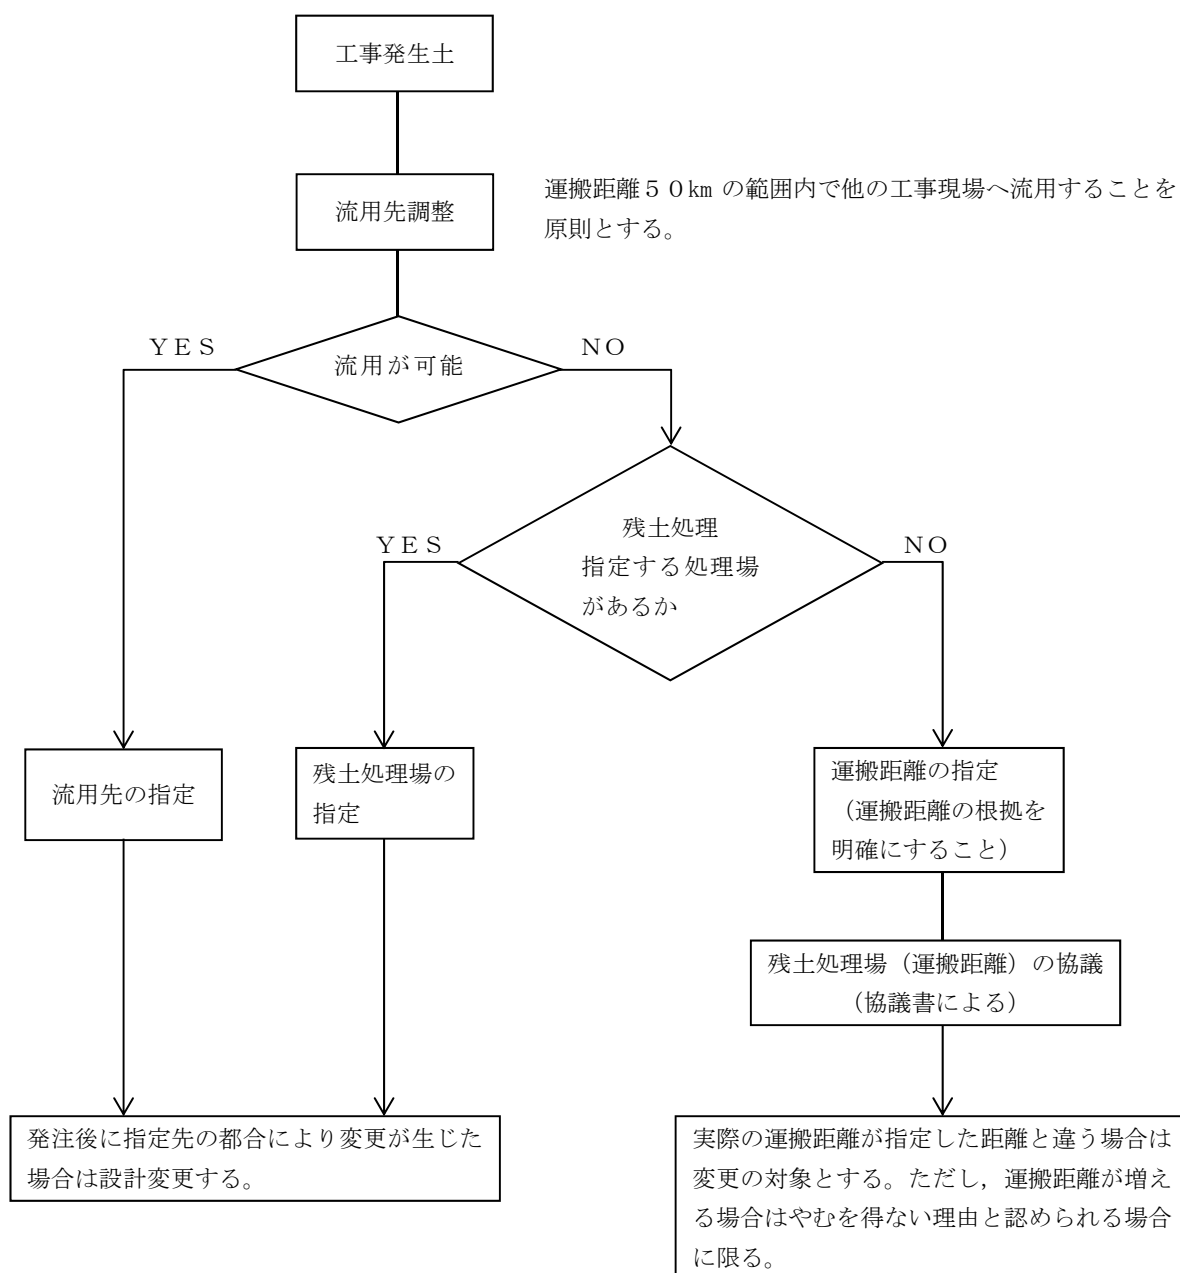 工事発生土
流用先調整
運搬距離５０㎞ の範囲内で他の工事現場へ流用することを
原則とする。
ＹＥＳ
流用が可能
ＮＯ
残土処理
指定する処理場
があるか
ＹＥＳ
ＮＯ
流用先の指定
残土処理場の
指定
運搬距離の指定
（運搬距離の根拠を
明確にすること）
残土処理場（運搬距離）の協議
（協議書による）
発注後に指定先の都合により変更が生じた
場合は設計変更する。
実際の運搬距離が指定した距離と違う場合は
変更の対象とする。ただし，運搬距離が増え
る場合はやむを得ない理由と認められる場合
に限る。